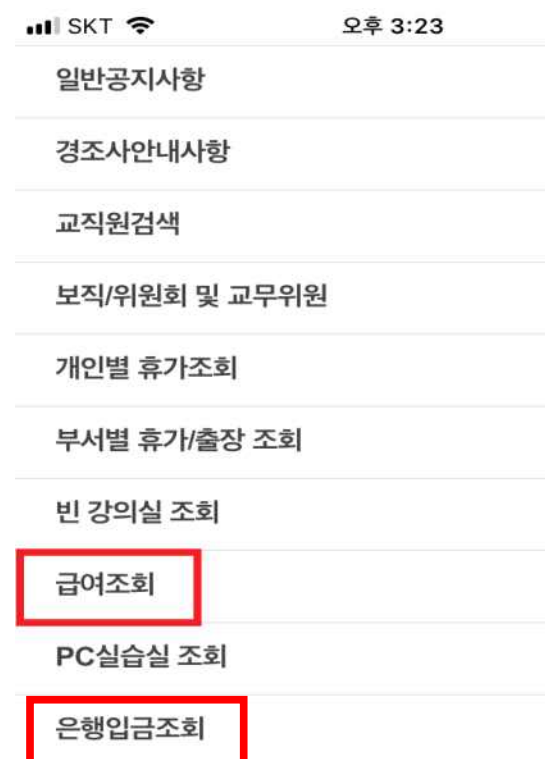 SKT 오후 3:23
일반공지사항
경조사안내사항
교직원검색
보직/위원회 및 교무위원
개인별 휴가조회
부서별 휴가/출장 조회
빈 강의실 조회
급여조회
PC실습실 조회
은행입금조회